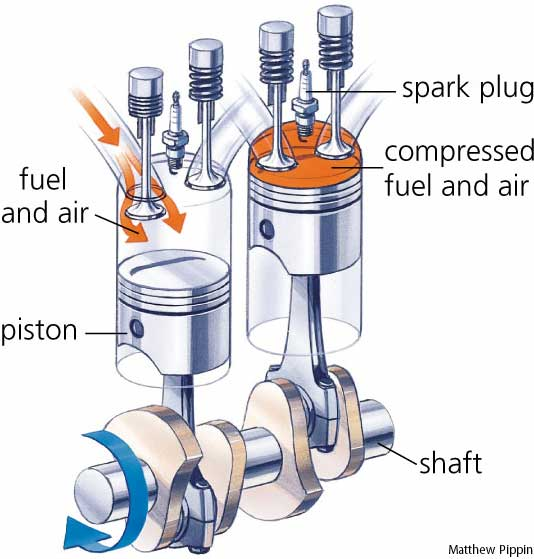 spark plug
compressed
fuel and air
fuel
and air
piston
shaft
Matthew Pippin